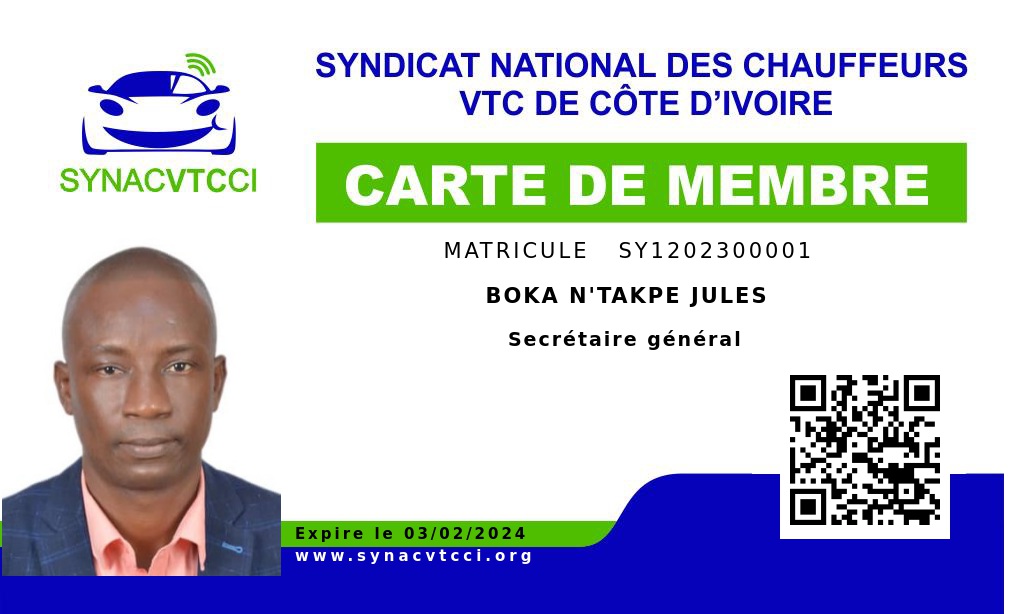 SYNDICAT NATIONAL DES CHAUFFEURS
VTC DE CÔTE D’IVOIRE
SYNACVTCCI
CARTE DE MEMBRE
MATRICULE SY1202300001
BOKA N'TAKPE JULES
Secrétaire général
Expire le 03/02/2024
www.synacvtcci.org